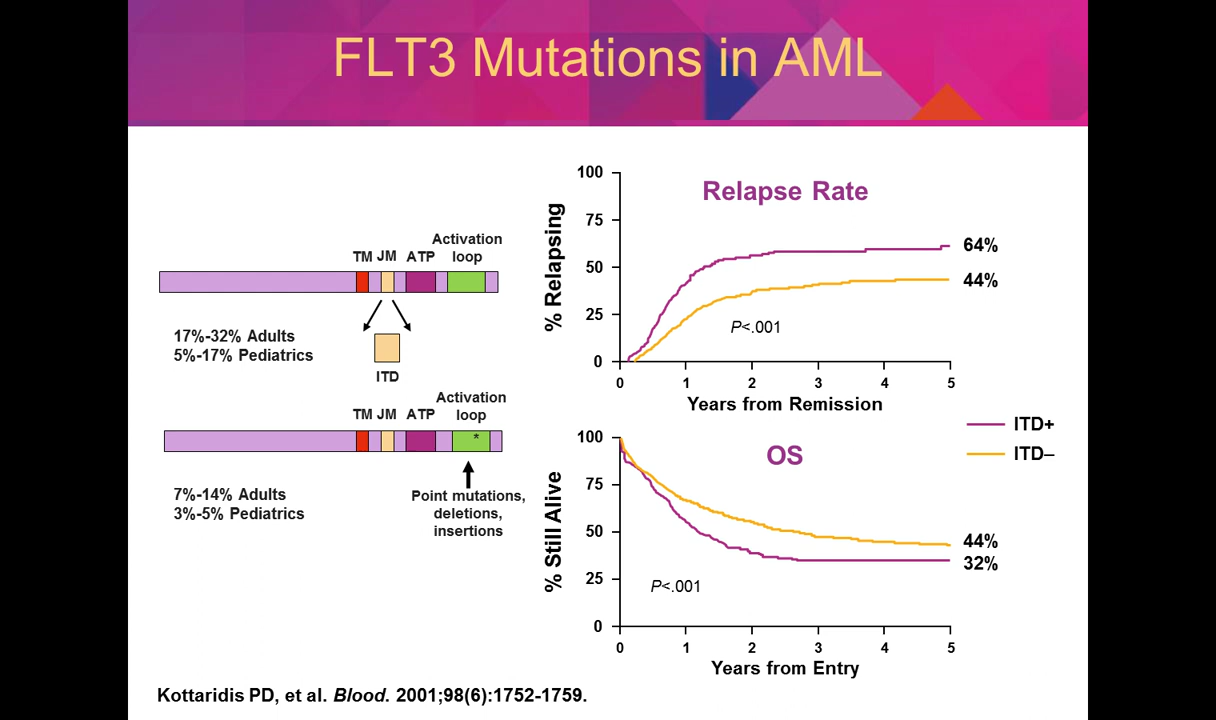 FLT3 Mutations in AML
Activation
loop
TM JM ATP
17%-32% Adults
5%-17% Pediatrics
ITD
Activation
loop
TM JM ATP
*
7%-14% Adults
3%-5% Pediatrics
Point mutations,
deletions,
insertions
Relapse Rate
% Relapsing
100
75
50
25
0
64%
44%
P<.001
0 1 2 3 4 5
Years from Remission
ITD+
ITD–
OS
% Still Alive
100
75
50
25
0
44%
32%
P<.001
0 1 2 3 4 5
Years from Entry
Kottaridis PD, et al. Blood. 2001;98(6):1752-1759.